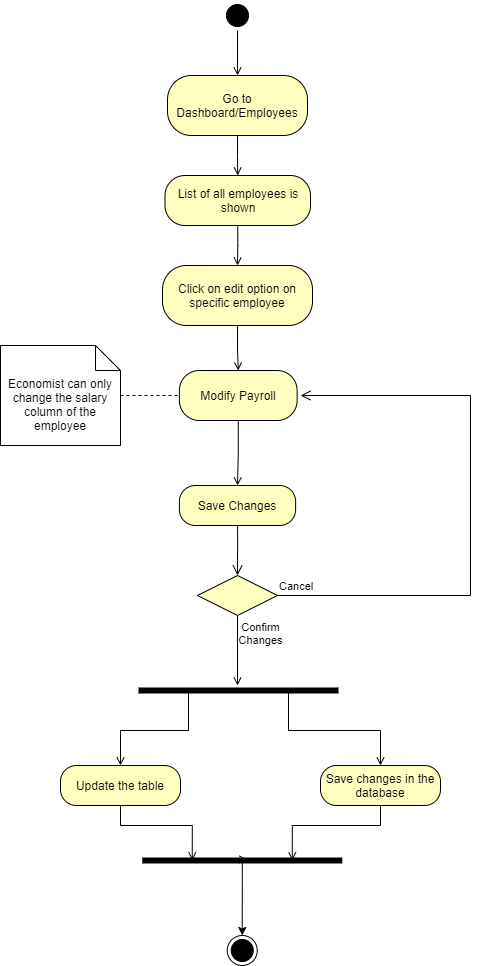 Go to
Dashboard/Employees
List of all employees is
shown
Click on edit option on
specific employee
Economist can only
change the salary
column of the
employee
Modify Payroll
Save Changes
Cancel
Confirm
Changes
Update the table
Save changes in the
database